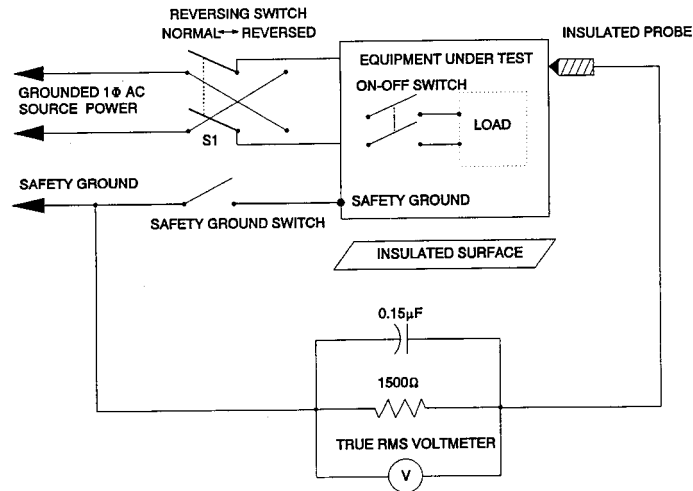 REVERSING SWITCH
NORMAL ↔ REVERSED
INSULATED PROBE
EQUIPMENT UNDER TEST
ON-OFF SWITCH
GROUNDED 1Φ AC
SOURCE POWER
LOAD
S1
SAFETY GROUND
SAFETY GROUND
SAFETY GROUND SWITCH
INSULATED SURFACE
0.15µF
1500Ω
TRUE RMS VOLTMETER
V